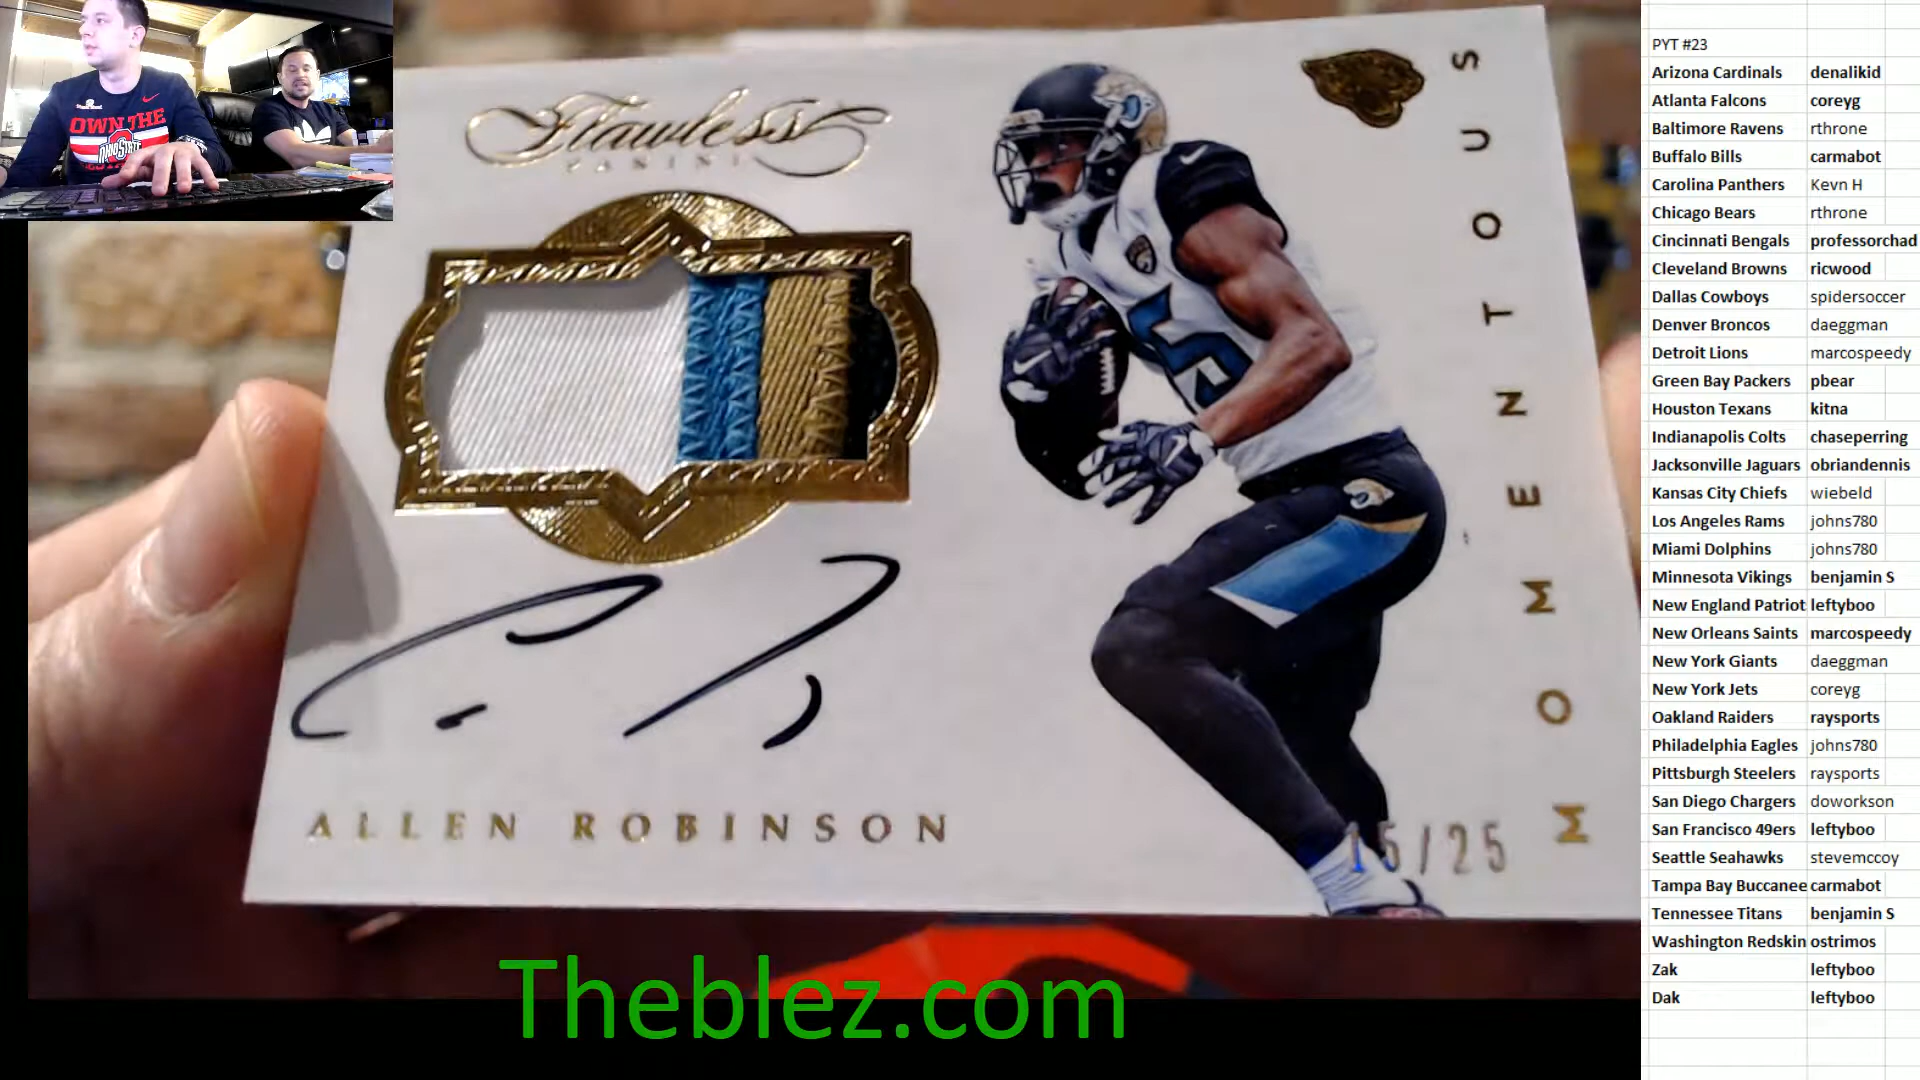 OWN THE
OHIO STATE
Flawless
PANINI
MOMENTOUS
ALLEN ROBINSON
15/25
Theblez.com
PYT #23
Arizona Cardinals denalikid
Atlanta Falcons coreyg
Baltimore Ravens rthrone
Buffalo Bills carmabot
Carolina Panthers Kevn H
Chicago Bears rthrone
Cincinnati Bengals professorchad
Cleveland Browns ricwood
Dallas Cowboys spidersoccer
Denver Broncos daeggman
Detroit Lions marcospeedy
Green Bay Packers pbear
Houston Texans kitna
Indianapolis Colts chaseperring
Jacksonville Jaguars obriandennis
Kansas City Chiefs wiebeld
Los Angeles Rams johns780
Miami Dolphins johns780
Minnesota Vikings benjamin S
New England Patriot leftyboo
New Orleans Saints marcospeedy
New York Giants daeggman
New York Jets coreyg
Oakland Raiders raysports
Philadelphia Eagles johns780
Pittsburgh Steelers raysports
San Diego Chargers doworkson
San Francisco 49ers leftyboo
Seattle Seahawks stevemccoy
Tampa Bay Buccanee carmabot
Tennessee Titans benjamin S
Washington Redskin ostrimos
Zak leftyboo
Dak leftyboo